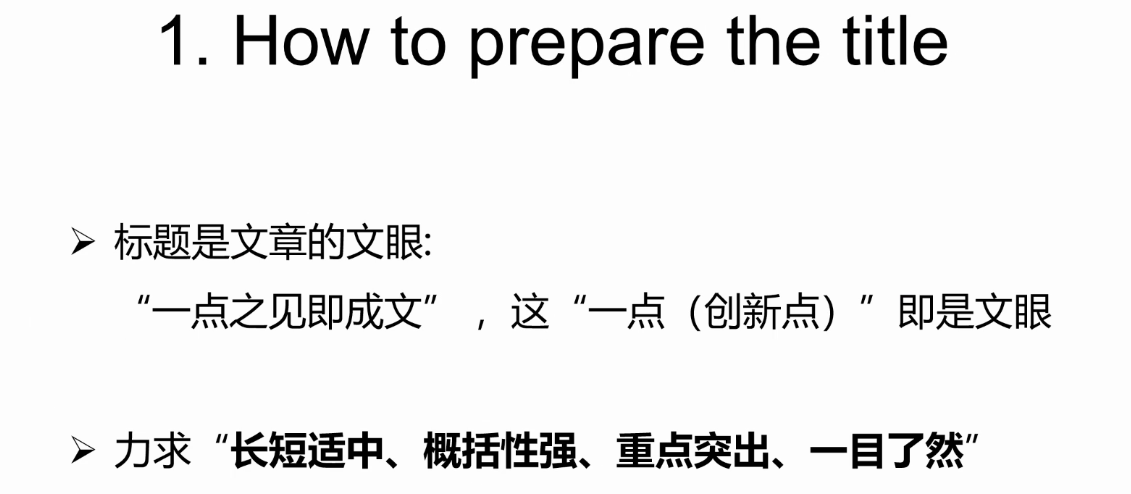 1. How to prepare the title
➢ 标题是文章的文眼:
“一点之见即成文”，这“一点（创新点）”即是文眼
➢ 力求“长短适中、概括性强、重点突出、一目了然”